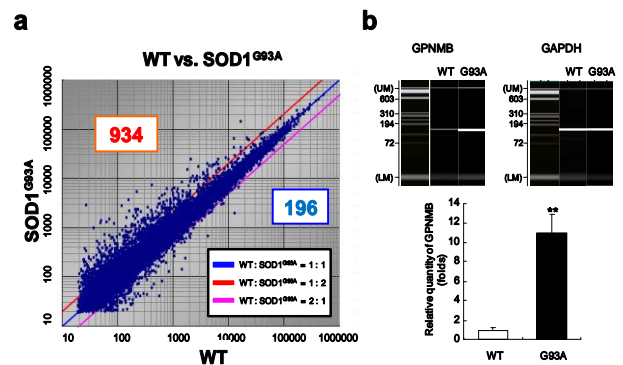 a
WT vs. SOD1G93A
SOD1G93A
1000000
100000
10000
1000
100
10
934
196
WT: SOD1G93A = 1 : 1
WT: SOD1G93A = 1 : 2
WT: SOD1G93A = 2 : 1
10 100 1000 10000 100000 1000000
WT
b
GPNMB GAPDH
WT G93A WT G93A
(UM) (UM)
603 603
310 310
194 194
72 72
(LM) (LM)
Relative quantity of GPNMB
(folds)
14
12
10
8
6
4
2
0
**
WT G93A